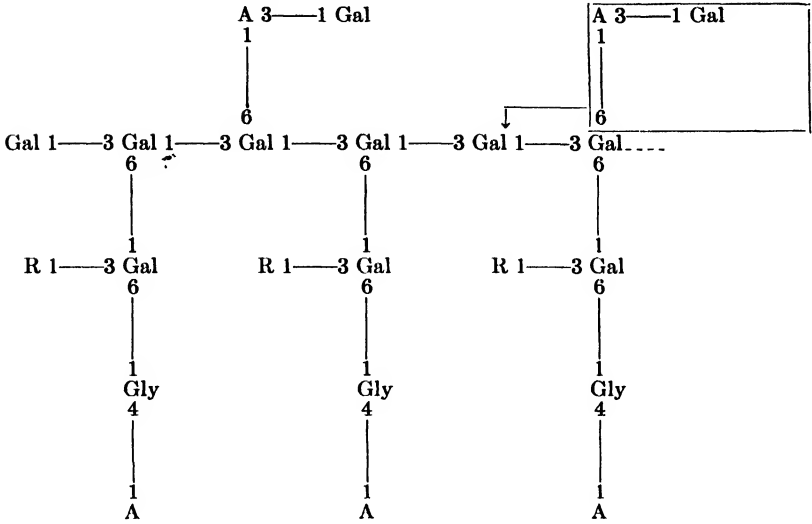 A 3——1 Gal A 3——1 Gal
1 1
6 6
Gal 1——3 Gal 1——3 Gal 1——3 Gal 1——3 Gal 1——3 Gal----
6 6 6
1 1 1
R 1——3 Gal R 1——3 Gal R 1——3 Gal
6 6 6
1 1 1
Gly Gly Gly
4 4 4
1 1 1
A A A